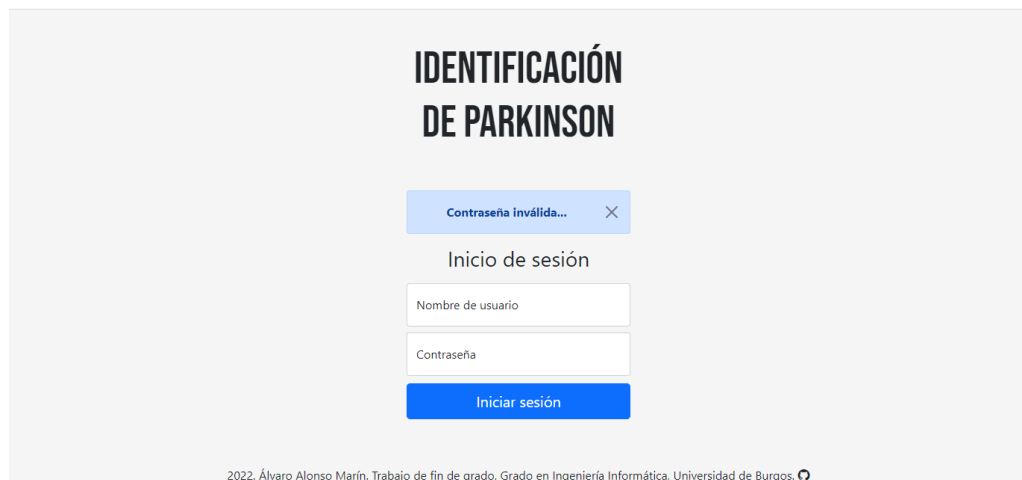 IDENTIFICACIÓN
DE PARKINSON
Contraseña inválida...
Inicio de sesión
Nombre de usuario
Contraseña
Iniciar sesión
2022. Álvaro Alonso Marín. Trabajo de fin de grado. Grado en Ingeniería Informática. Universidad de Burgos.